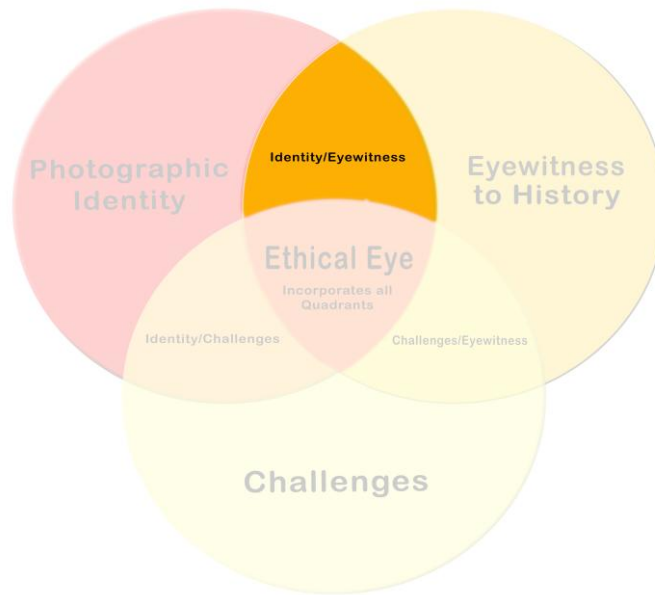 Identity/Eyewitness
Photographic
Identity
Eyewitness
to History
Ethical Eye
Incorporates all
Quadrants
Identity/Challenges
Challenges/Eyewitness
Challenges